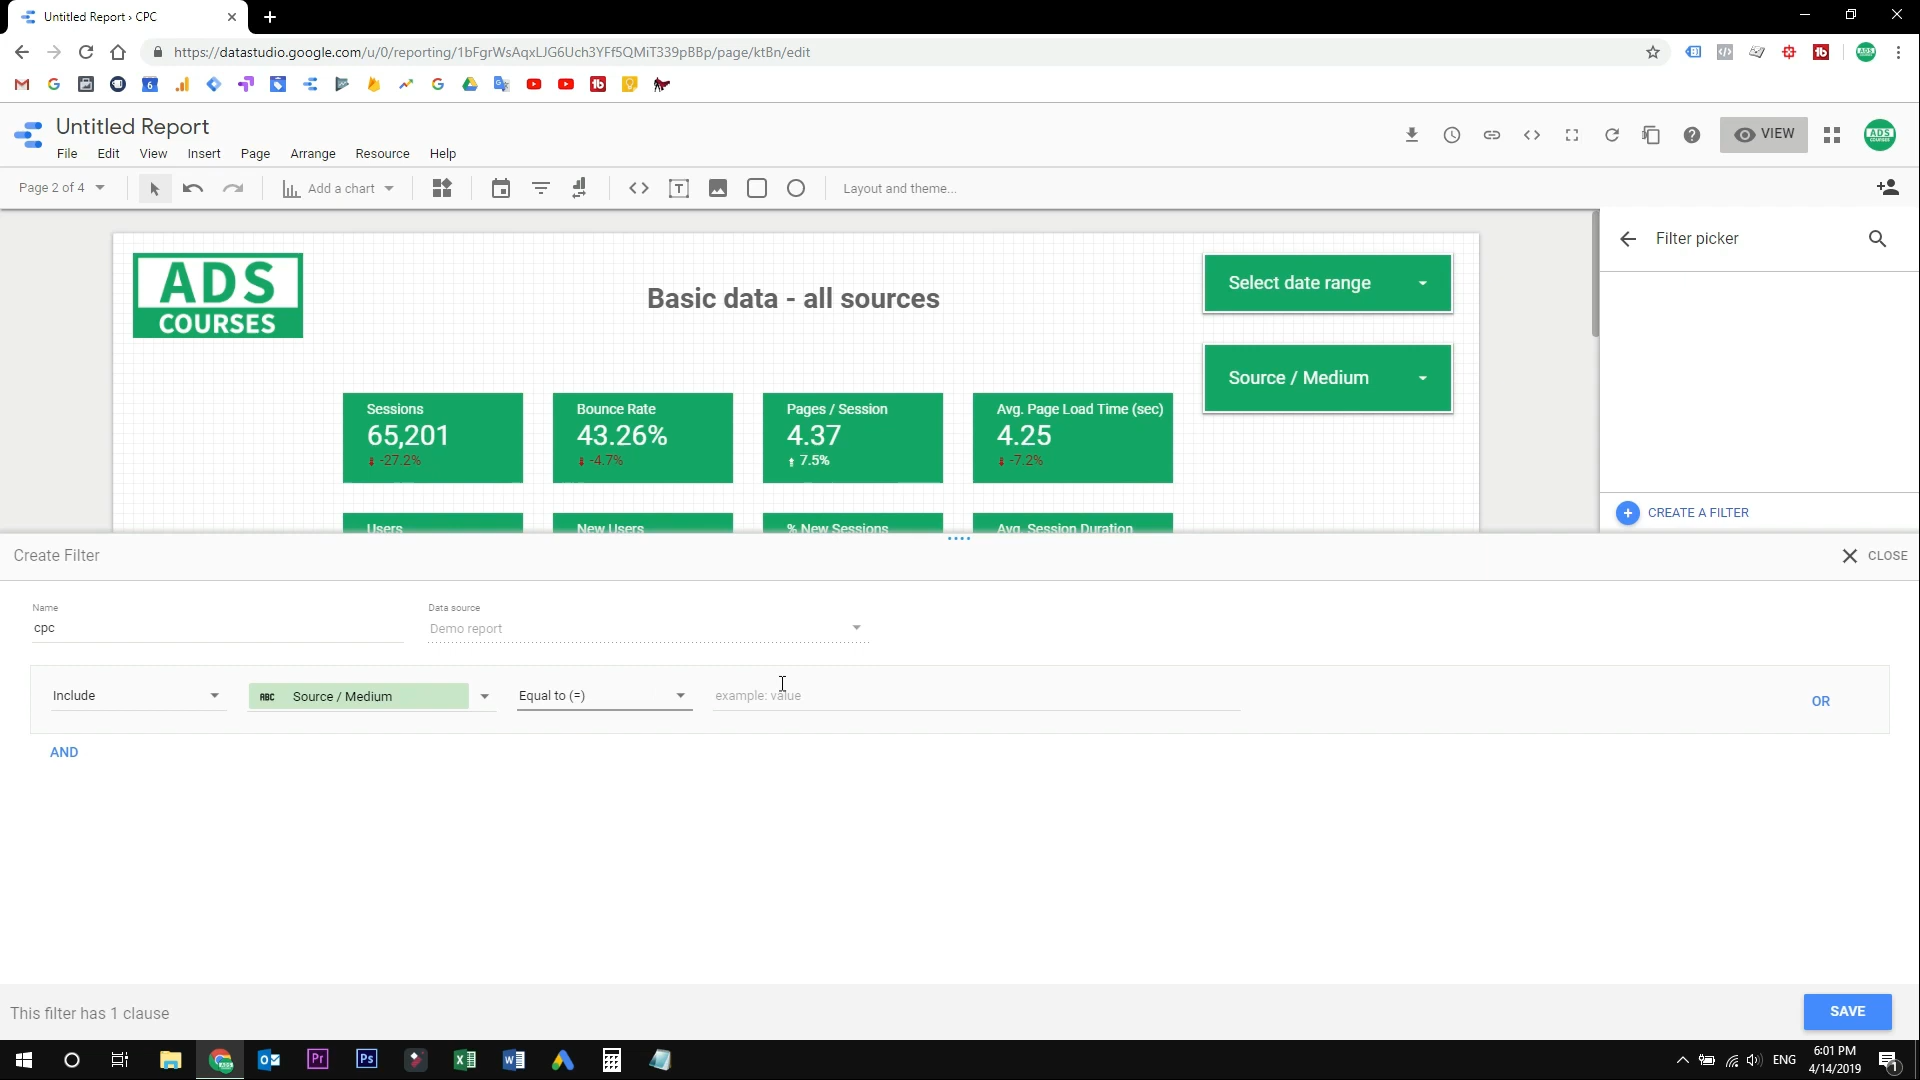 Untitled Report › CPC
https://datastudio.google.com/u/0/reporting/1bFgrWsAqxLJG6Uch3YFf5QMiT339pBBp/page/ktBn/edit
Untitled Report
File Edit View Insert Page Arrange Resource Help
VIEW
Page 2 of 4
Add a chart
Layout and theme...
ADS
COURSES
Basic data - all sources
Select date range
Source / Medium
Filter picker
Sessions
65,201
-27.2%
Bounce Rate
43.26%
-4.7%
Pages / Session
4.37
7.5%
Avg. Page Load Time (sec)
4.25
-7.2%
Users
New Users
% New Sessions
Avg. Session Duration
CREATE A FILTER
Create Filter
CLOSE
Name
cpc
Data source
Demo report
Include
ABC
Source / Medium
Equal to (=)
example: value
OR
AND
This filter has 1 clause
SAVE
ENG
6:01 PM
4/14/2019
1